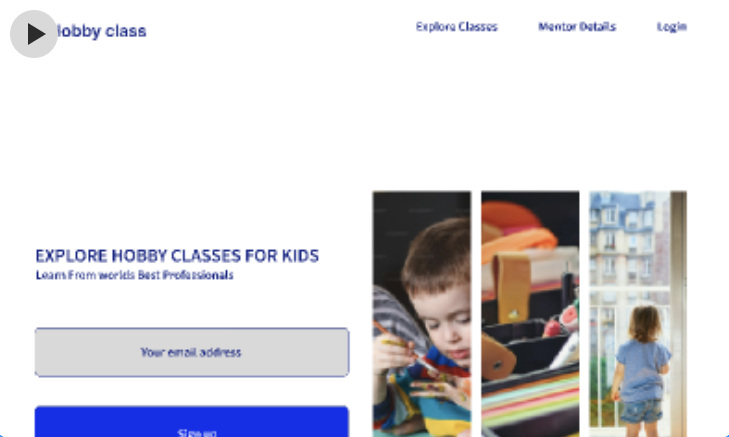 Hobby class
Explore Classes
Mentor Details
Login
EXPLORE HOBBY CLASSES FOR KIDS
Learn From worlds Best Professionals
Your email address
Sign up